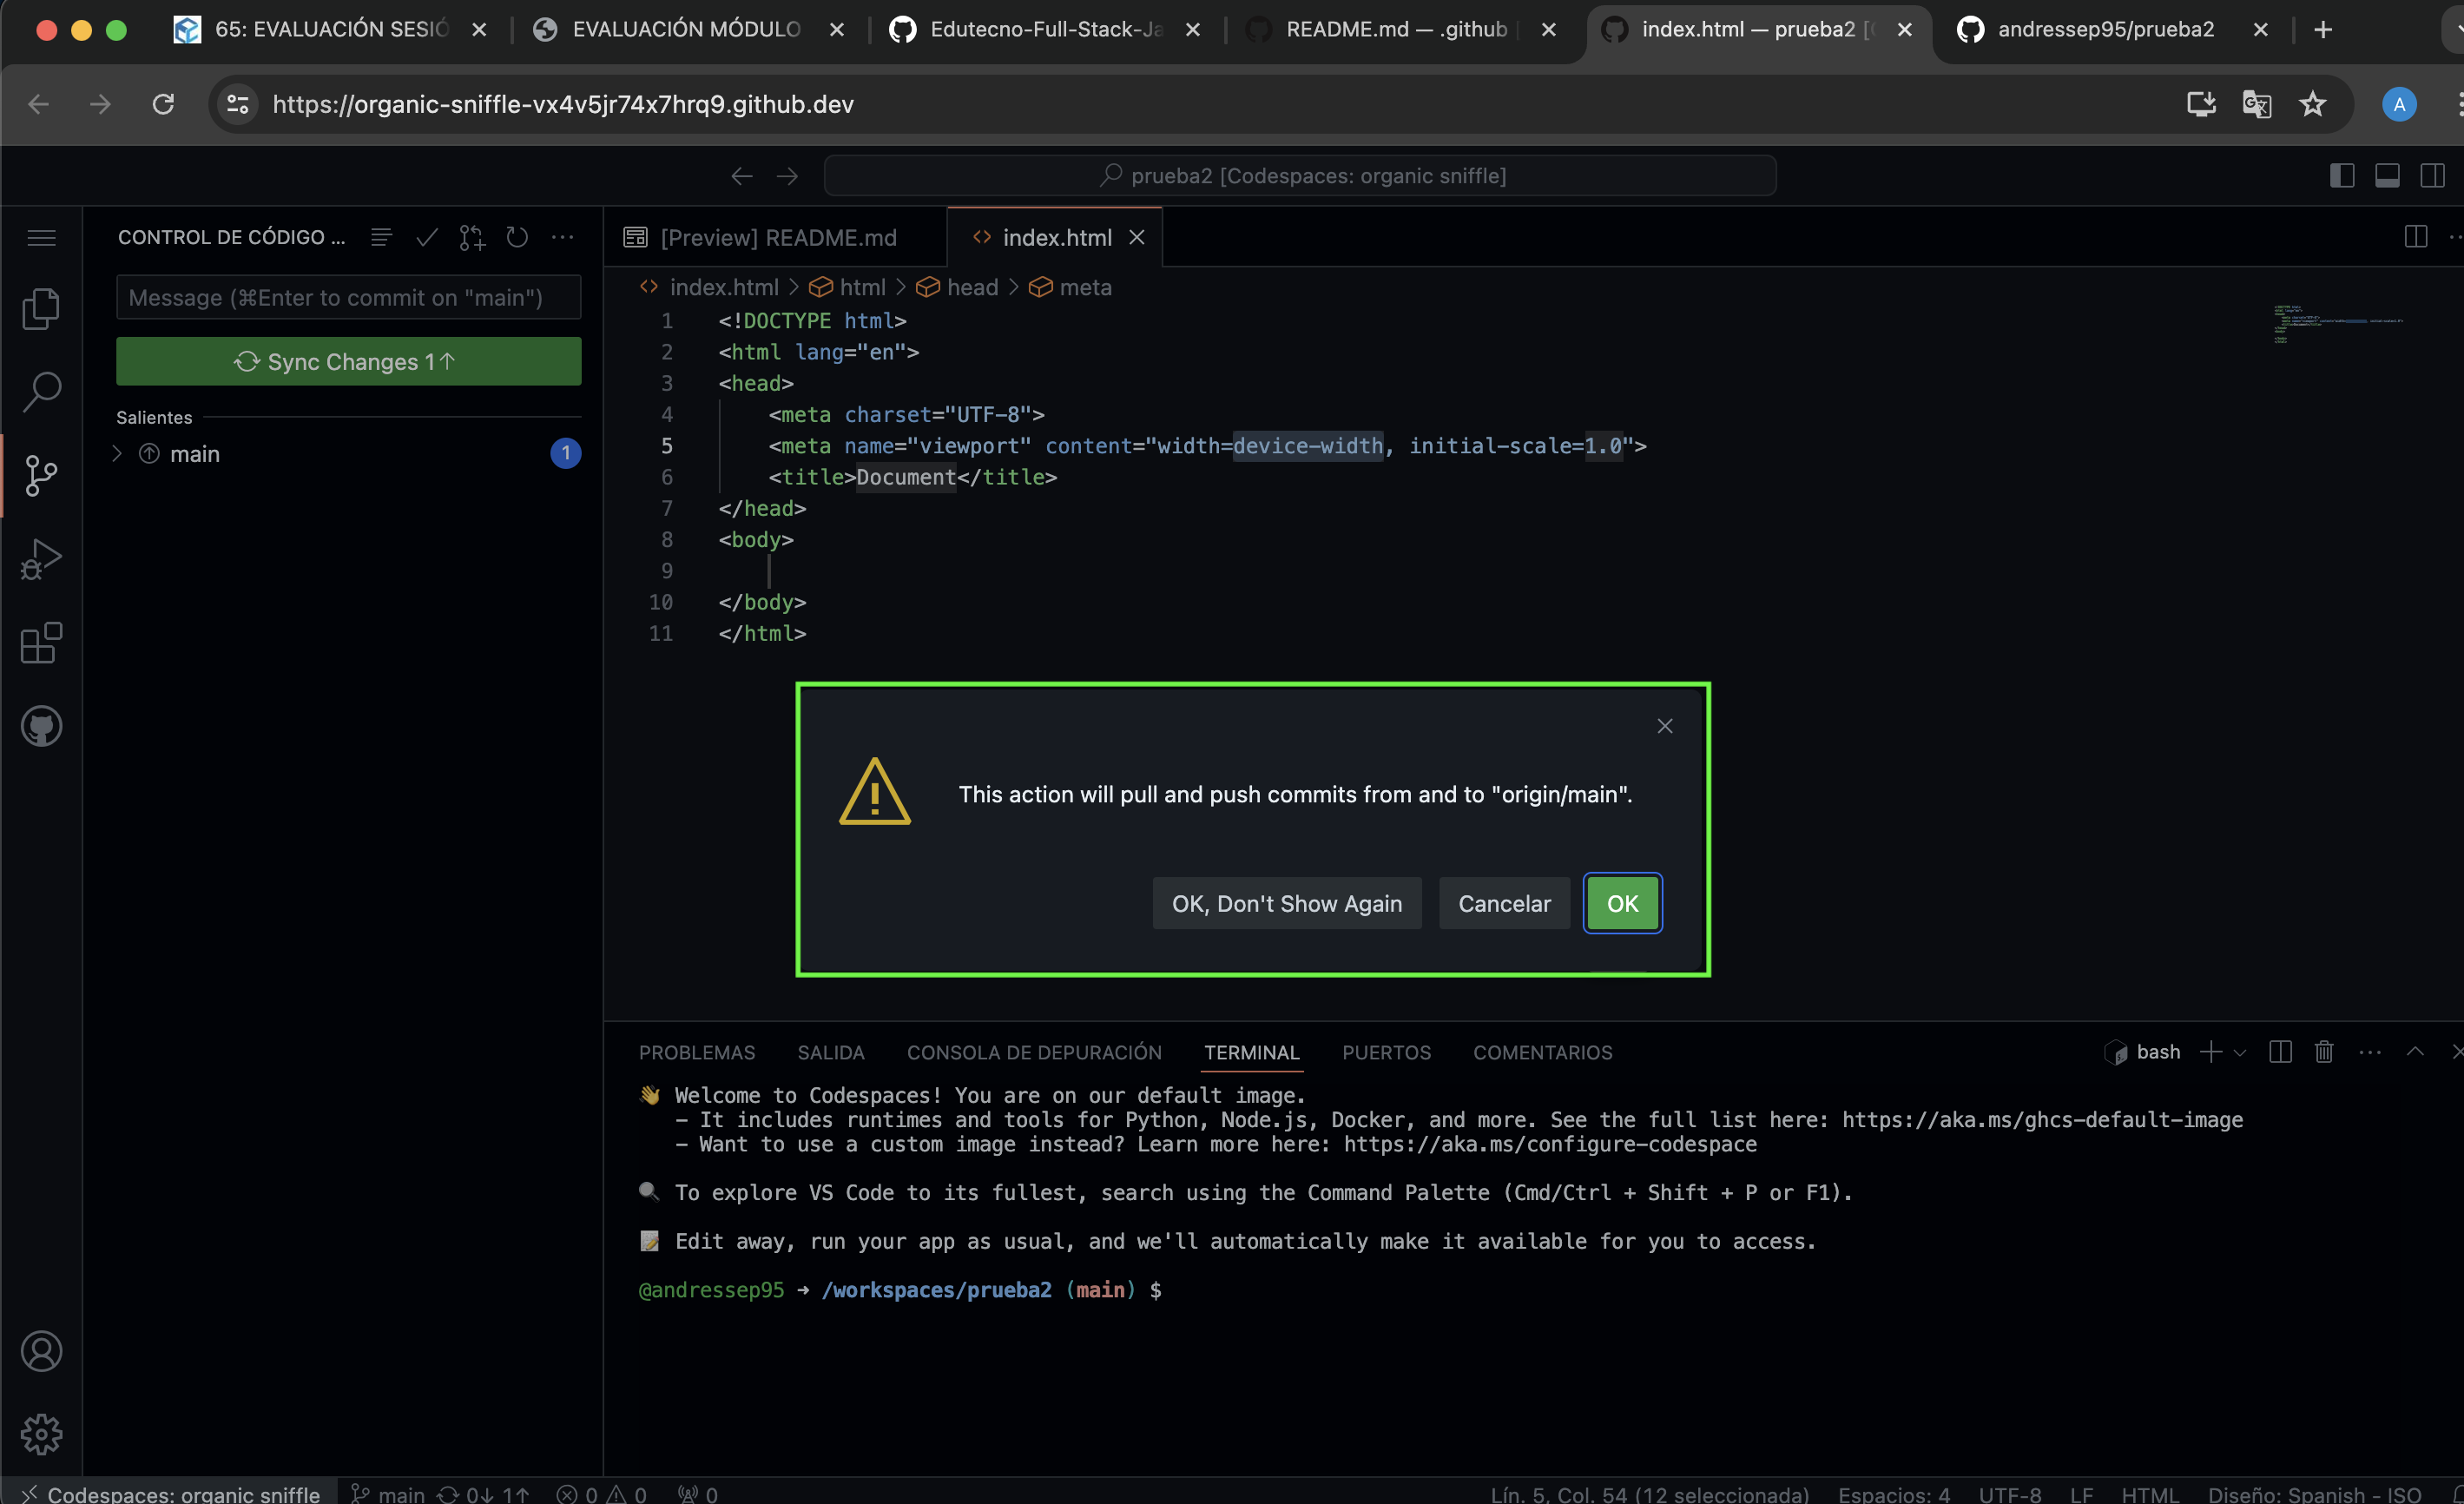 65: EVALUACIÓN SESIÓ
EVALUACIÓN MÓDULO
Edutecno-Full-Stack-Ja
README.md — .github
index.html — prueba2 [
andressep95/prueba2
https://organic-sniffle-vx4v5jr74x7hrq9.github.dev
A
prueba2 [Codespaces: organic sniffle]
CONTROL DE CÓDIGO ...
Message (⌘Enter to commit on "main")
Sync Changes 1↑
Salientes
main
1
[Preview] README.md
index.html
index.html > html > head > meta
1 <!DOCTYPE html>
2 <html lang="en">
3 <head>
4 <meta charset="UTF-8">
5 <meta name="viewport" content="width=device-width, initial-scale=1.0">
6 <title>Document</title>
7 </head>
8 <body>
9
10 </body>
11 </html>
This action will pull and push commits from and to "origin/main".
OK, Don't Show Again
Cancelar
OK
PROBLEMAS SALIDA CONSOLA DE DEPURACIÓN TERMINAL PUERTOS COMENTARIOS
bash
👋 Welcome to Codespaces! You are on our default image.
- It includes runtimes and tools for Python, Node.js, Docker, and more. See the full list here: https://aka.ms/ghcs-default-image
- Want to use a custom image instead? Learn more here: https://aka.ms/configure-codespace
🔍 To explore VS Code to its fullest, search using the Command Palette (Cmd/Ctrl + Shift + P or F1).
📝 Edit away, run your app as usual, and we'll automatically make it available for you to access.
@andressep95 → /workspaces/prueba2 (main) $
Codespaces: organic sniffle main 0↓ 1↑ 0 0 0
Lín. 5, Col. 54 (12 seleccionada) Espacios: 4 UTF-8 LF HTML Diseño: Spanish - ISO